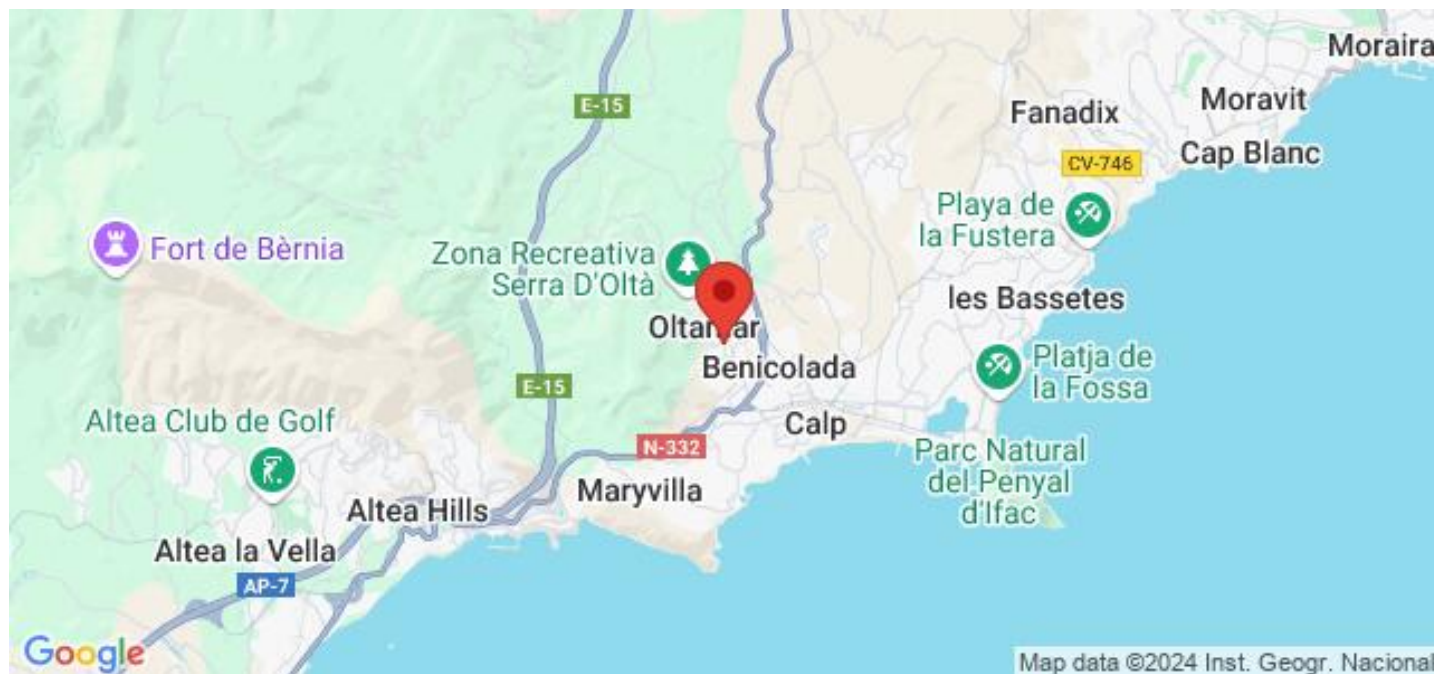 Moraira
E-15
Moravit
Fanadix
Cap Blanc
CV-746
Playa de
la Fustera
Fort de Bèrnia
Zona Recreativa
Serra D'Oltà
les Bassetes
Oltamar
Benicolada
Platja de
la Fossa
E-15
Altea Club de Golf
Calp
N-332
Parc Natural
del Penyal
d'Ifac
Maryvilla
Altea Hills
Altea la Vella
AP-7
Google
Map data ©2024 Inst. Geogr. Nacional